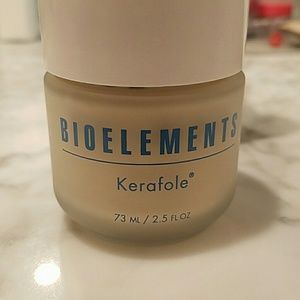 BIOELEMENTS
Kerafole®
73 ML / 2.5 FL OZ